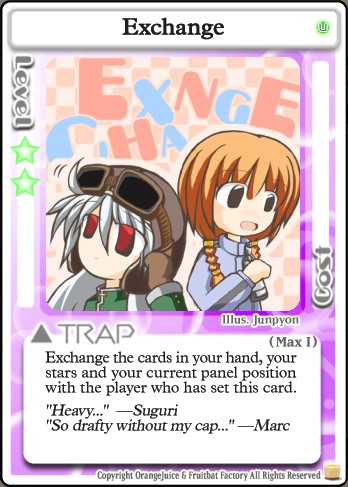 Exchange
U
Level
EXNGE
CHA
Cost
Illus. Junpyon
TRAP
(Max 1)
Exchange the cards in your hand, your
stars and your current panel position
with the player who has set this card.
"Heavy..." —Suguri
"So drafty without my cap..." —Marc
Copyright OrangeJuice & Fruitbat Factory All Rights Reserved